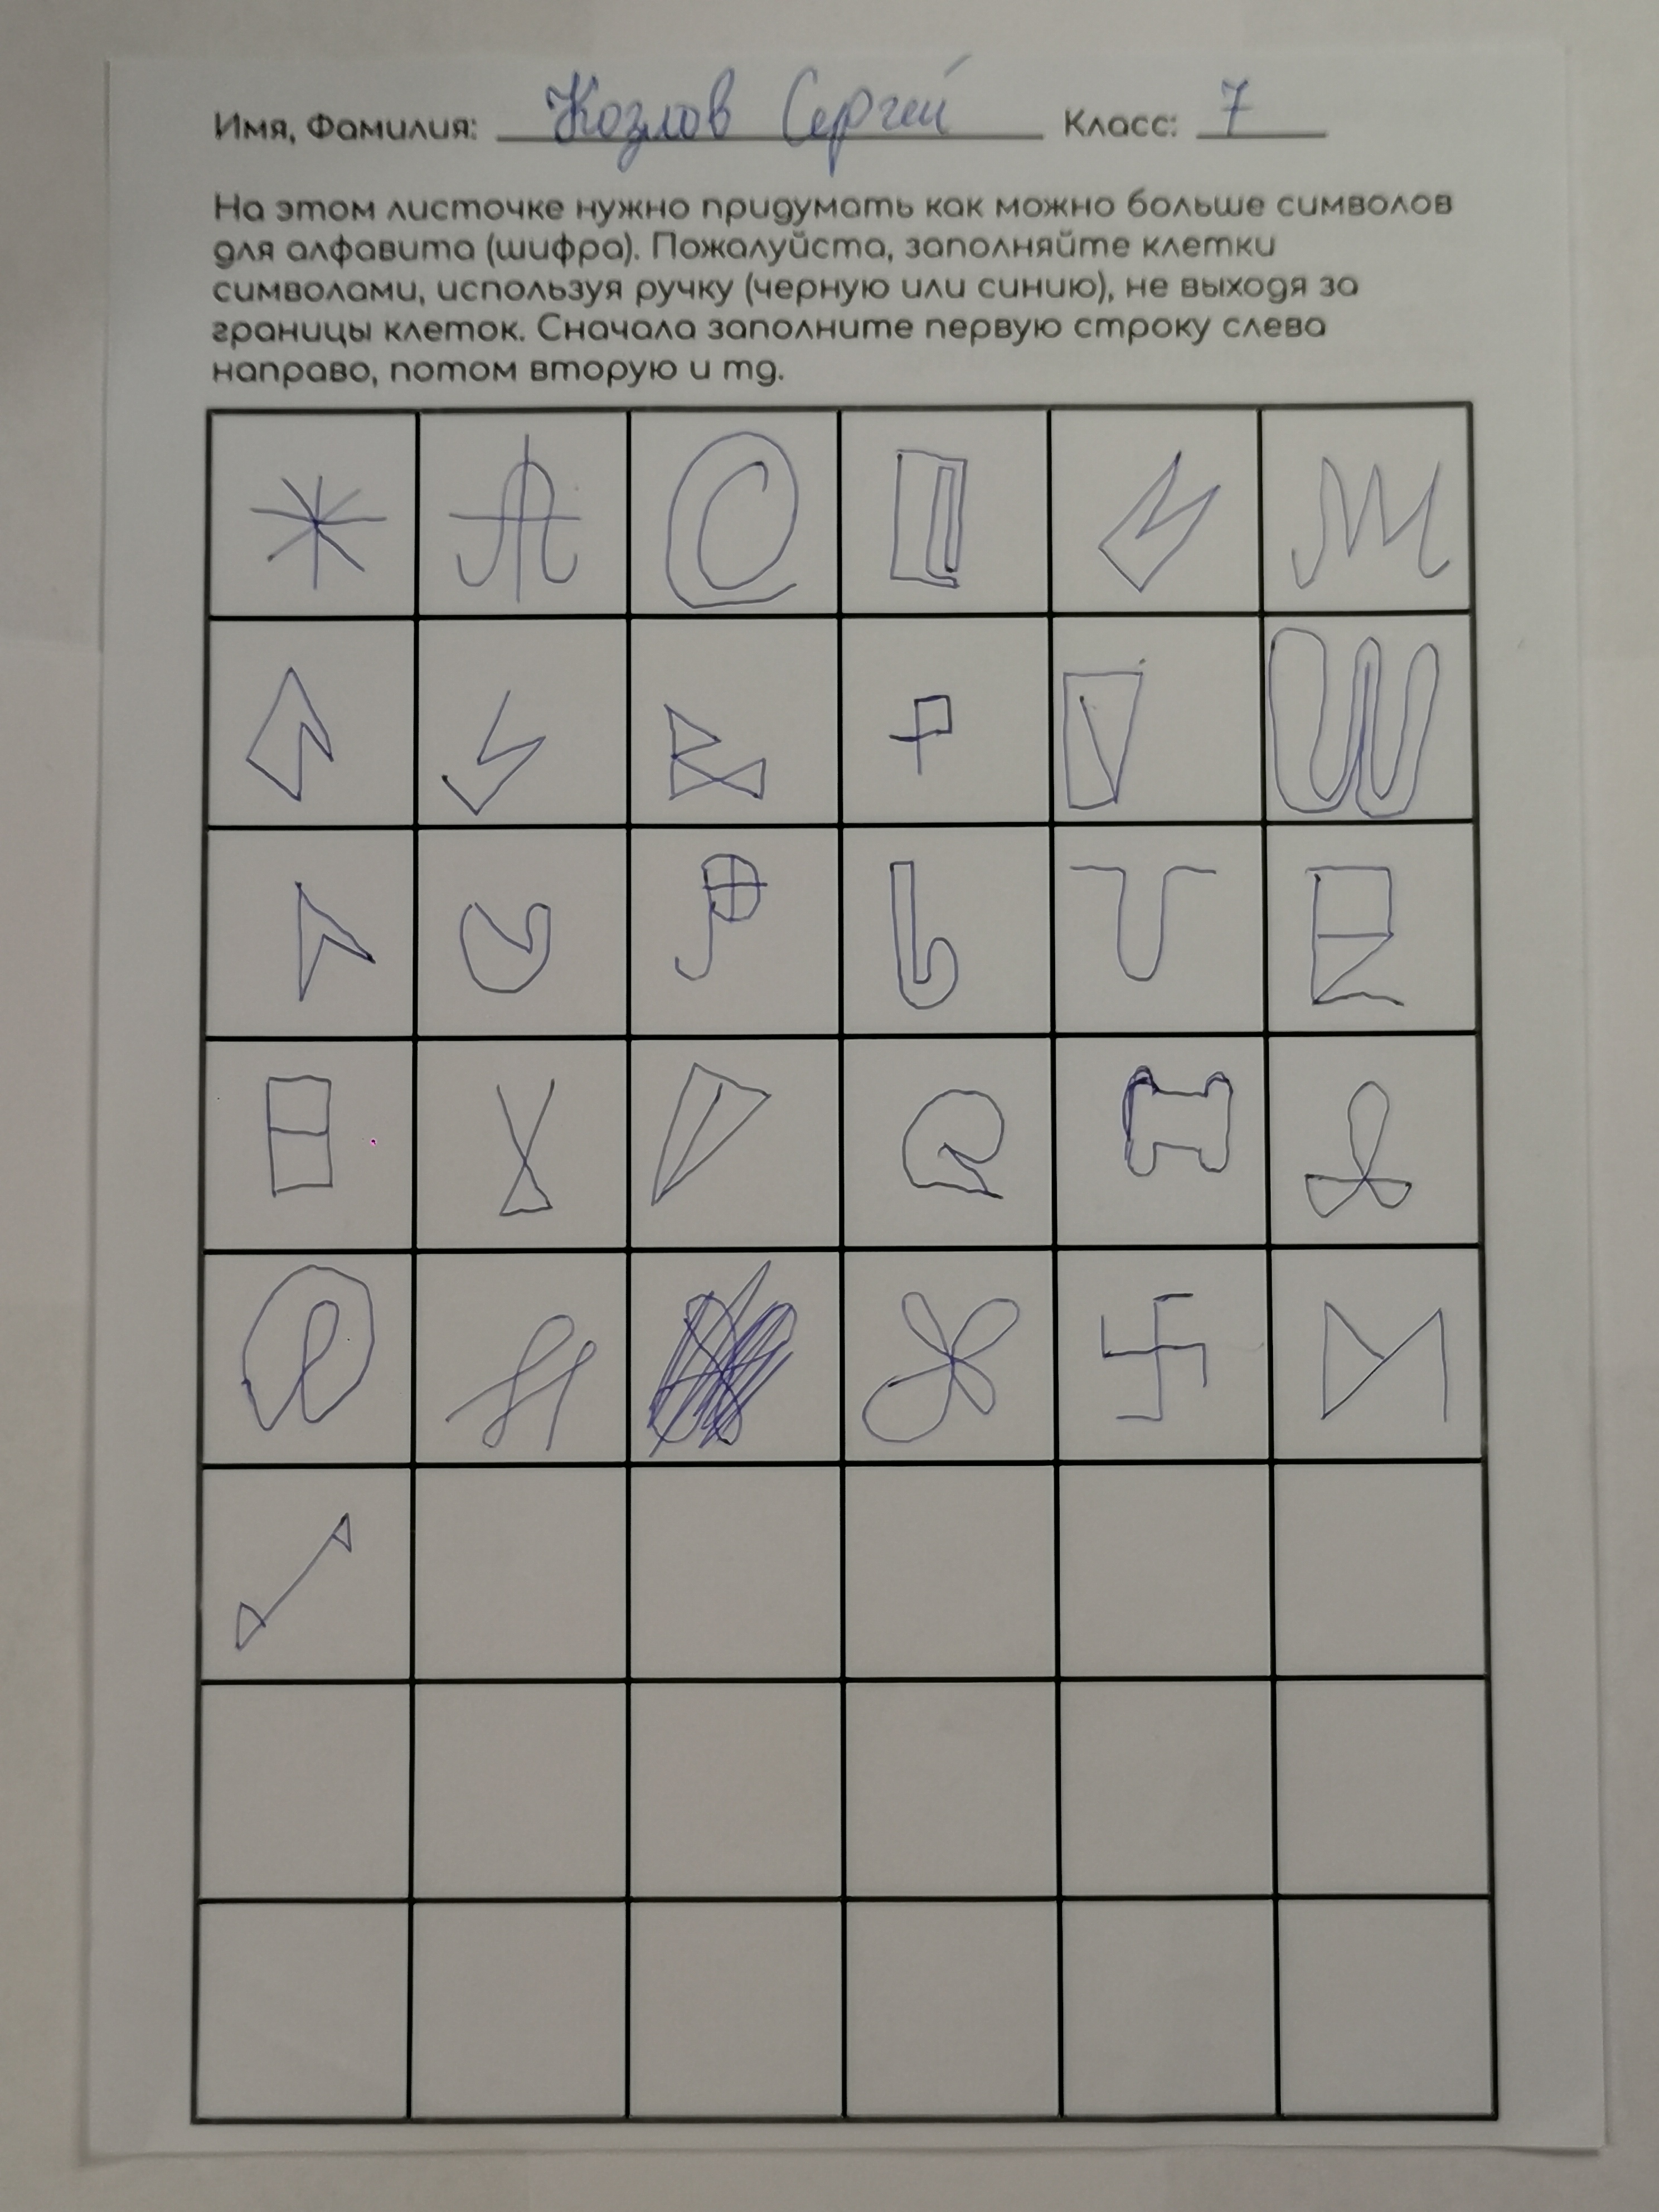 Имя, Фамилия: Козлов Сергей Класс: 7
На этом листочке нужно придумать как можно больше символов
для алфавита (шифра). Пожалуйста, заполняйте клетки
символами, используя ручку (черную или синию), не выходя за
границы клеток. Сначала заполните первую строку слева
направо, потом вторую и тд.